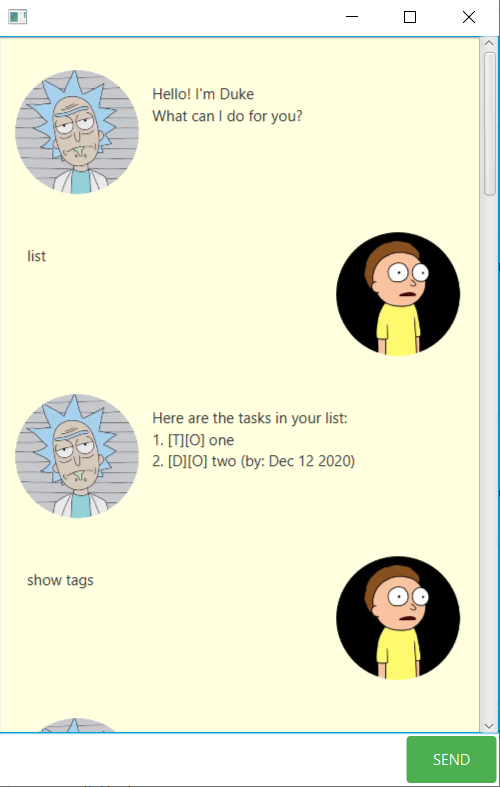 Hello! I'm Duke
What can I do for you?
list
Here are the tasks in your list:
1. [T][O] one
2. [D][O] two (by: Dec 12 2020)
show tags
SEND